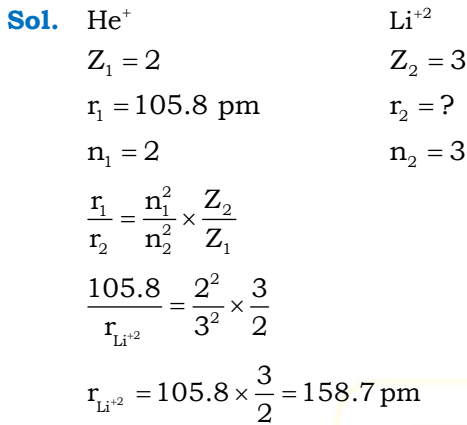 Sol. He⁺ Li⁺²
Z₁ = 2 Z₂ = 3
r₁ = 105.8 pm r₂ = ?
n₁ = 2 n₂ = 3
r₁/r₂ = n₁²/n₂² × Z₂/Z₁
105.8/r_Li⁺² = 2²/3² × 3/2
r_Li⁺² = 105.8 × 3/2 = 158.7 pm